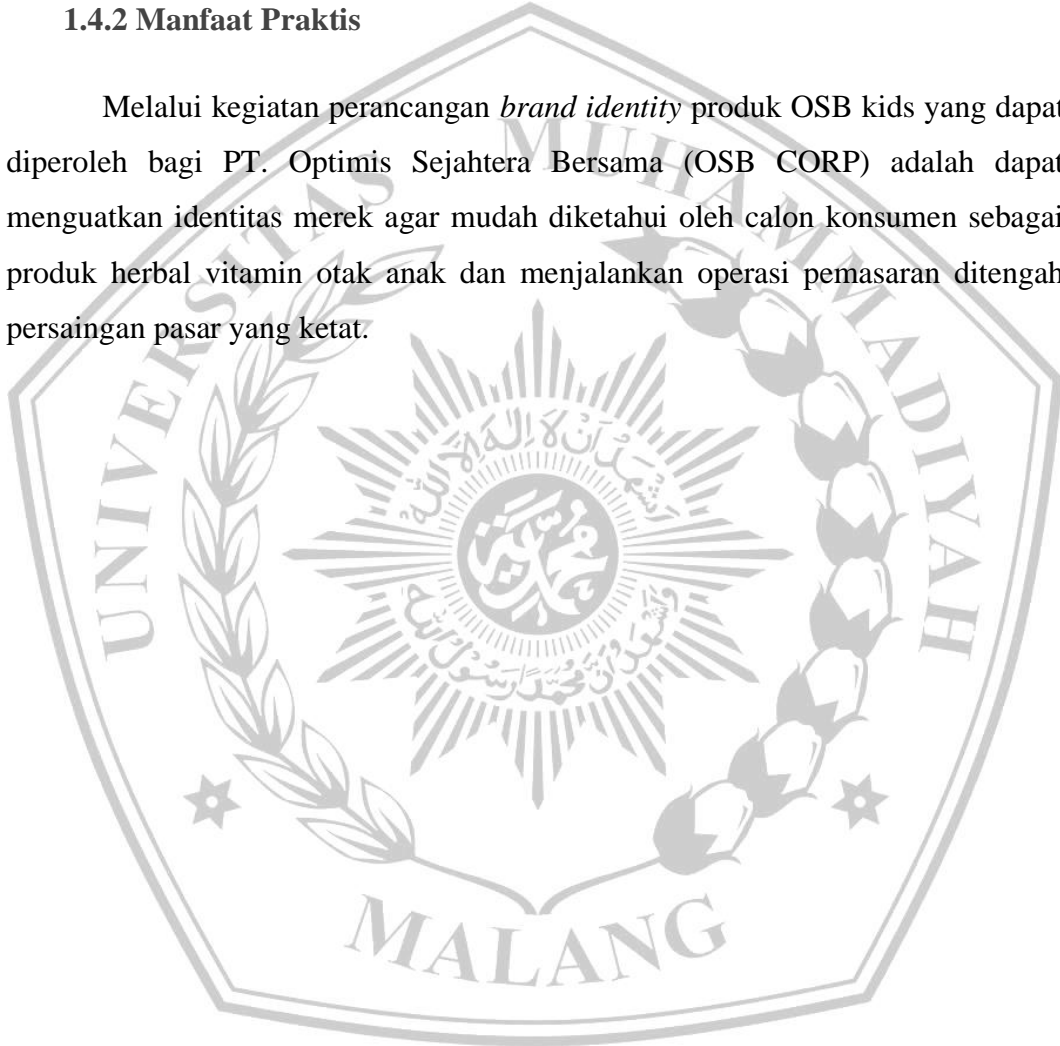 1.4.2 Manfaat Praktis
Melalui kegiatan perancangan brand identity produk OSB kids yang dapat
diperoleh bagi PT. Optimis Sejahtera Bersama (OSB CORP) adalah dapat
menguatkan identitas merek agar mudah diketahui oleh calon konsumen sebagai
produk herbal vitamin otak anak dan menjalankan operasi pemasaran ditengah
persaingan pasar yang ketat.
UNIVERSITAS MUHAMMADIYAH
MALANG